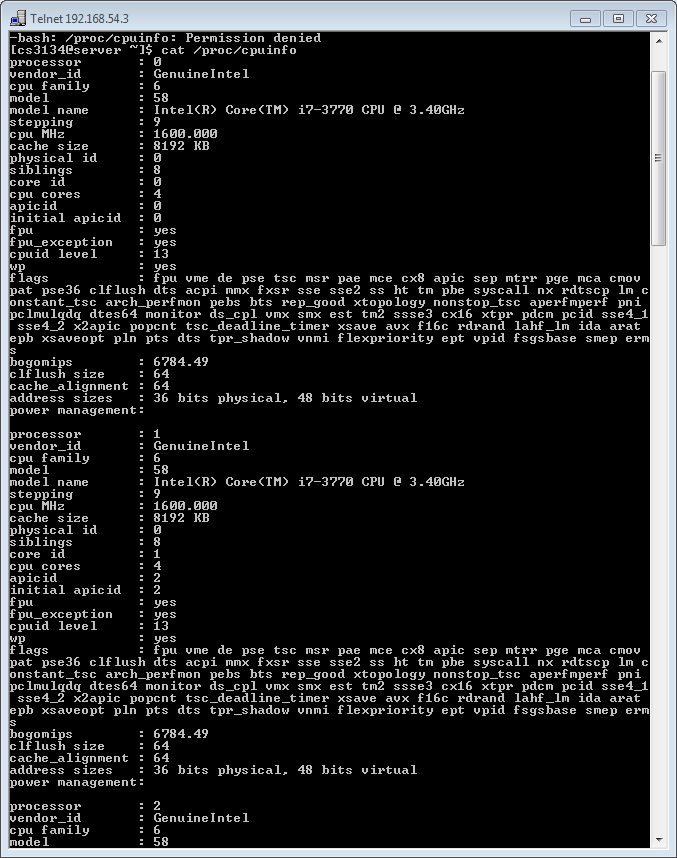 Telnet 192.168.54.3
-bash: /proc/cpuinfo: Permission denied
[cs3134@server ~]$ cat /proc/cpuinfo
processor : 0
vendor_id : GenuineIntel
cpu family : 6
model : 58
model name : Intel(R) Core(TM) i7-3770 CPU @ 3.40GHz
stepping : 9
cpu MHz : 1600.000
cache size : 8192 KB
physical id : 0
siblings : 8
core id : 0
cpu cores : 4
apicid : 0
initial apicid : 0
fpu : yes
fpu_exception : yes
cpuid level : 13
wp : yes
flags : fpu vme de pse tsc msr pae mce cx8 apic sep mtrr pge mca cmov
pat pse36 clflush dts acpi mmx fxsr sse sse2 ss ht tm pbe syscall nx rdtscp lm c
onstant_tsc arch_perfmon pebs bts rep_good xtopology nonstop_tsc aperfmperf pni
pclmulqdq dtes64 monitor ds_cpl vmx smx est tm2 ssse3 cx16 xtpr pdcm pcid sse4_1
sse4_2 x2apic popcnt tsc_deadline_timer xsave avx f16c rdrand lahf_lm ida arat
epb xsaveopt pln pts dts tpr_shadow vnmi flexpriority ept vpid fsgsbase smep erm
s
bogomips : 6784.49
clflush size : 64
cache_alignment : 64
address sizes : 36 bits physical, 48 bits virtual
power management:
processor : 1
vendor_id : GenuineIntel
cpu family : 6
model : 58
model name : Intel(R) Core(TM) i7-3770 CPU @ 3.40GHz
stepping : 9
cpu MHz : 1600.000
cache size : 8192 KB
physical id : 0
siblings : 8
core id : 1
cpu cores : 4
apicid : 2
initial apicid : 2
fpu : yes
fpu_exception : yes
cpuid level : 13
wp : yes
flags : fpu vme de pse tsc msr pae mce cx8 apic sep mtrr pge mca cmov
pat pse36 clflush dts acpi mmx fxsr sse sse2 ss ht tm pbe syscall nx rdtscp lm c
onstant_tsc arch_perfmon pebs bts rep_good xtopology nonstop_tsc aperfmperf pni
pclmulqdq dtes64 monitor ds_cpl vmx smx est tm2 ssse3 cx16 xtpr pdcm pcid sse4_1
sse4_2 x2apic popcnt tsc_deadline_timer xsave avx f16c rdrand lahf_lm ida arat
epb xsaveopt pln pts dts tpr_shadow vnmi flexpriority ept vpid fsgsbase smep erm
s
bogomips : 6784.49
clflush size : 64
cache_alignment : 64
address sizes : 36 bits physical, 48 bits virtual
power management:
processor : 2
vendor_id : GenuineIntel
cpu family : 6
model : 58